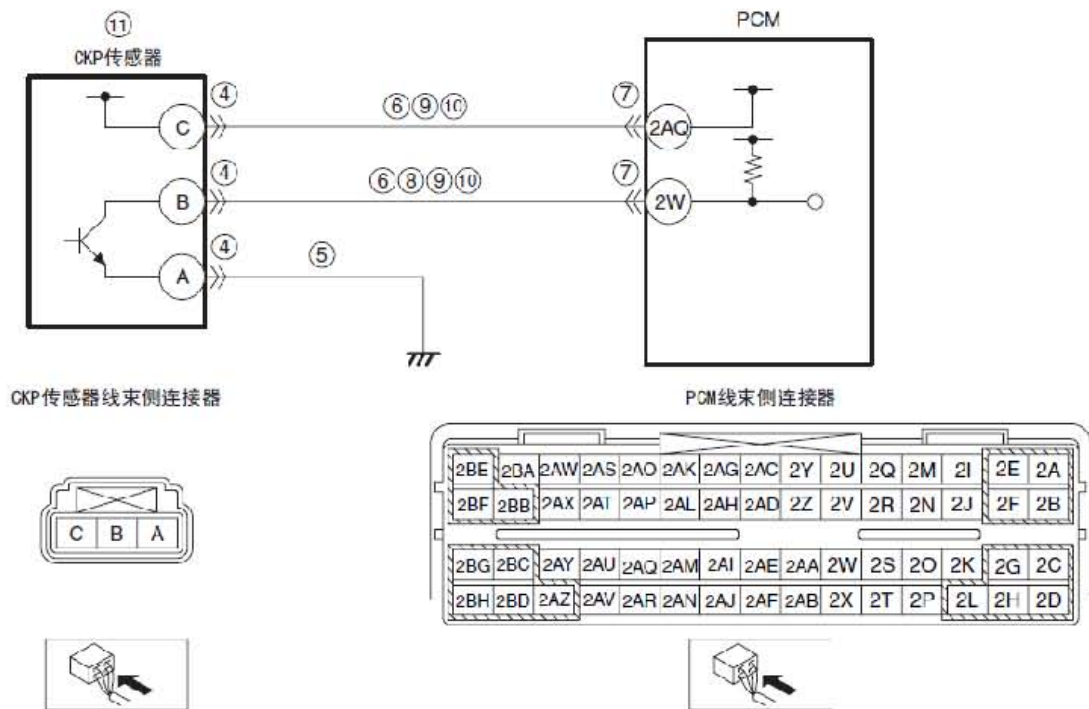 ⑪
CKP传感器
PCM
C ④ ⑥⑨⑩ ⑦ 2AQ
B ④ ⑥⑧⑨⑩ ⑦ 2W
A ④ ⑤
CKP传感器线束侧连接器
PCM线束侧连接器
C B A
2BE 2BA 2AW 2AS 2AO 2AK 2AG 2AC 2Y 2U 2Q 2M 2I 2E 2A
2BF 2BB 2AX 2AT 2AP 2AL 2AH 2AD 2Z 2V 2R 2N 2J 2F 2B
2BG 2BC 2AY 2AU 2AQ 2AM 2AI 2AE 2AA 2W 2S 2O 2K 2G 2C
2BH 2BD 2AZ 2AV 2AR 2AN 2AJ 2AF 2AB 2X 2T 2P 2L 2H 2D